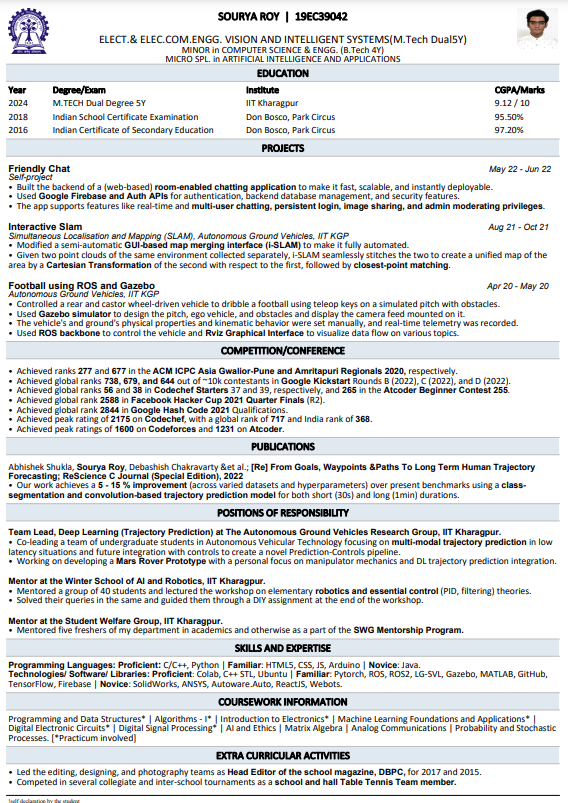 SOURYA ROY | 19EC39042
ELECT.& ELEC.COM.ENGG. VISION AND INTELLIGENT SYSTEMS(M.Tech Dual5Y)
MINOR in COMPUTER SCIENCE & ENGG. (B.Tech 4Y)
MICRO SPL. in ARTIFICIAL INTELLIGENCE AND APPLICATIONS
EDUCATION
Year Degree/Exam Institute CGPA/Marks
2024 M.TECH Dual Degree 5Y IIT Kharagpur 9.12 / 10
2018 Indian School Certificate Examination Don Bosco, Park Circus 95.50%
2016 Indian Certificate of Secondary Education Don Bosco, Park Circus 97.20%
PROJECTS
Friendly Chat May 22 - Jun 22
Self-project
• Built the backend of a (web-based) room-enabled chatting application to make it fast, scalable, and instantly deployable.
• Used Google Firebase and Auth APIs for authentication, backend database management, and security features.
• The app supports features like real-time and multi-user chatting, persistent login, image sharing, and admin moderating privileges.
Interactive Slam Aug 21 - Oct 21
Simultaneous Localisation and Mapping (SLAM), Autonomous Ground Vehicles, IIT KGP
• Modified a semi-automatic GUI-based map merging interface (i-SLAM) to make it fully automated.
• Given two point clouds of the same environment collected separately, i-SLAM seamlessly stitches the two to create a unified map of the
area by a Cartesian Transformation of the second with respect to the first, followed by closest-point matching.
Football using ROS and Gazebo Apr 20 - May 20
Autonomous Ground Vehicles, IIT KGP
• Controlled a rear and castor wheel-driven vehicle to dribble a football using teleop keys on a simulated pitch with obstacles.
• Used Gazebo simulator to design the pitch, ego vehicle, and obstacles and display the camera feed mounted on it.
• The vehicle's and ground's physical properties and kinematic behavior were set manually, and real-time telemetry was recorded.
• Used ROS backbone to control the vehicle and Rviz Graphical Interface to visualize data flow on various topics.
COMPETITION/CONFERENCE
• Achieved ranks 277 and 677 in the ACM ICPC Asia Gwalior-Pune and Amritapuri Regionals 2020, respectively.
• Achieved global ranks 738, 679, and 644 out of ~10k contestants in Google Kickstart Rounds B (2022), C (2022), and D (2022).
• Achieved global ranks 56 and 38 in Codechef Starters 37 and 39, respectively, and 265 in the Atcoder Beginner Contest 255.
• Achieved global rank 2588 in Facebook Hacker Cup 2021 Quarter Finals (R2).
• Achieved global rank 2844 in Google Hash Code 2021 Qualifications.
• Achieved peak rating of 2175 on Codechef, with a global rank of 717 and India rank of 368.
• Achieved peak ratings of 1600 on Codeforces and 1231 on Atcoder.
PUBLICATIONS
Abhishek Shukla, Sourya Roy, Debashish Chakravarty &et al.; [Re] From Goals, Waypoints &Paths To Long Term Human Trajectory
Forecasting; ReScience C Journal (Special Edition), 2022
• Our work achieves a 5 - 15 % improvement (across varied datasets and hyperparameters) over present benchmarks using a class-
segmentation and convolution-based trajectory prediction model for both short (30s) and long (1min) durations.
POSITIONS OF RESPONSIBILITY
Team Lead, Deep Learning (Trajectory Prediction) at The Autonomous Ground Vehicles Research Group, IIT Kharagpur.
• Co-leading a team of undergraduate students in Autonomous Vehicular Technology focusing on multi-modal trajectory prediction in low
latency situations and future integration with controls to create a novel Prediction-Controls pipeline.
• Working on developing a Mars Rover Prototype with a personal focus on manipulator mechanics and DL trajectory prediction integration.
Mentor at the Winter School of AI and Robotics, IIT Kharagpur.
• Mentored a group of 40 students and lectured the workshop on elementary robotics and essential control (PID, filtering) theories.
• Solved their queries in the same and guided them through a DIY assignment at the end of the workshop.
Mentor at the Student Welfare Group, IIT Kharagpur.
• Mentored five freshers of my department in academics and otherwise as a part of the SWG Mentorship Program.
SKILLS AND EXPERTISE
Programming Languages: Proficient: C/C++, Python | Familiar: HTML5, CSS, JS, Arduino | Novice: Java.
Technologies/ Software/ Libraries: Proficient: Colab, C++ STL, Ubuntu | Familiar: Pytorch, ROS, ROS2, LG-SVL, Gazebo, MATLAB, GitHub,
TensorFlow, Firebase | Novice: SolidWorks, ANSYS, Autoware.Auto, ReactJS, Webots.
COURSEWORK INFORMATION
Programming and Data Structures* | Algorithms - I* | Introduction to Electronics* | Machine Learning Foundations and Applications* |
Digital Electronic Circuits* | Digital Signal Processing* | AI and Ethics | Matrix Algebra | Analog Communications | Probability and Stochastic
Processes. [*Practicum involved]
EXTRA CURRICULAR ACTIVITIES
• Led the editing, designing, and photography teams as Head Editor of the school magazine, DBPC, for 2017 and 2015.
• Competed in several collegiate and inter-school tournaments as a school and hall Table Tennis Team member.
¹self declaration by the student